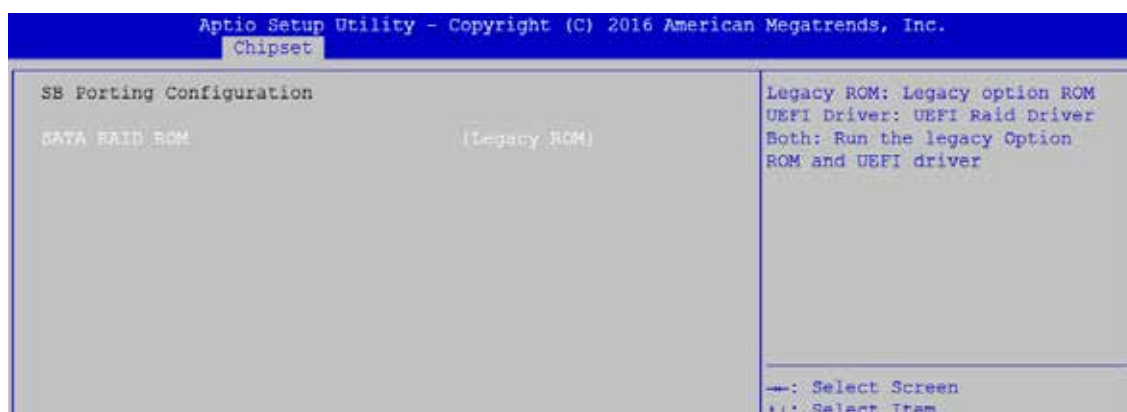 Aptio Setup Utility - Copyright (C) 2016 American Megatrends, Inc.
Chipset
SB Porting Configuration
SATA RAID ROM [Legacy ROM]
Legacy ROM: Legacy option ROM
UEFI Driver: UEFI Raid Driver
Both: Run the legacy Option
ROM and UEFI driver
→←: Select Screen
↑↓: Select Item